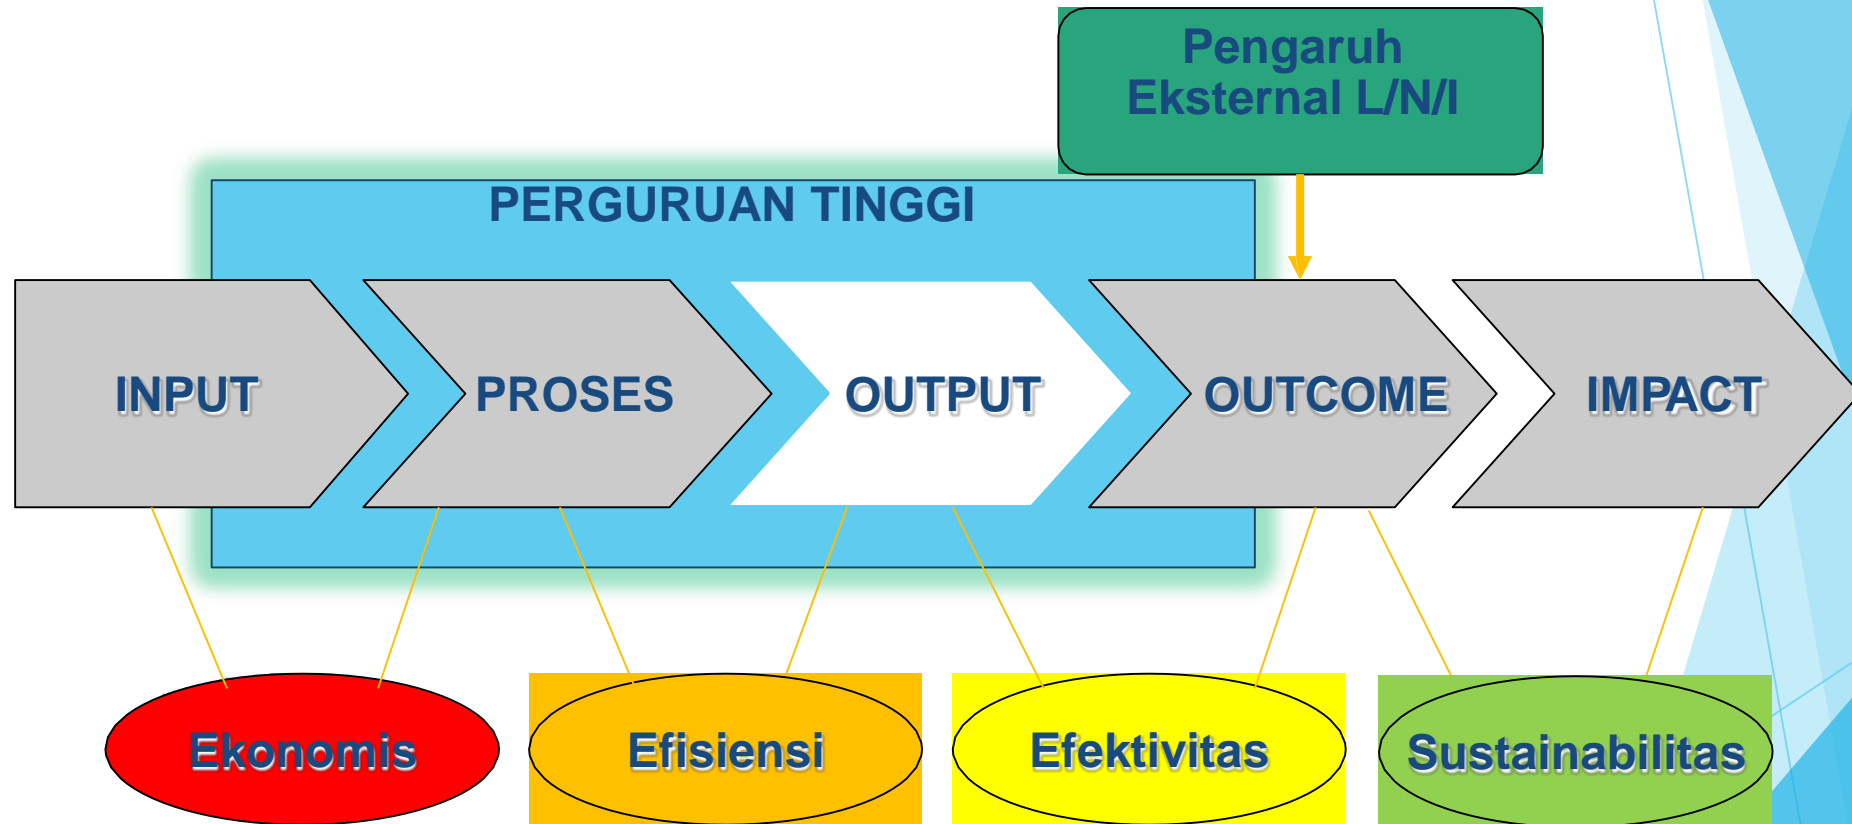 Pengaruh
Eksternal L/N/I
PERGURUAN TINGGI
INPUT
PROSES
OUTPUT
OUTCOME
IMPACT
Ekonomis
Efisiensi
Efektivitas
Sustainabilitas